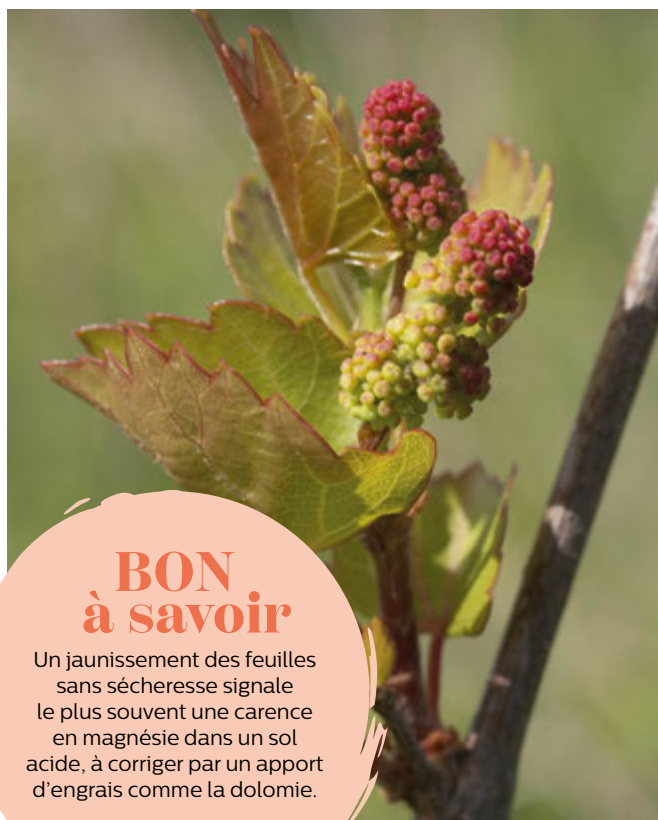 BON
à savoir
Un jaunissement des feuilles
sans sécheresse signale
le plus souvent une carence
en magnésie dans un sol
acide, à corriger par un apport
d’engrais comme la dolomie.